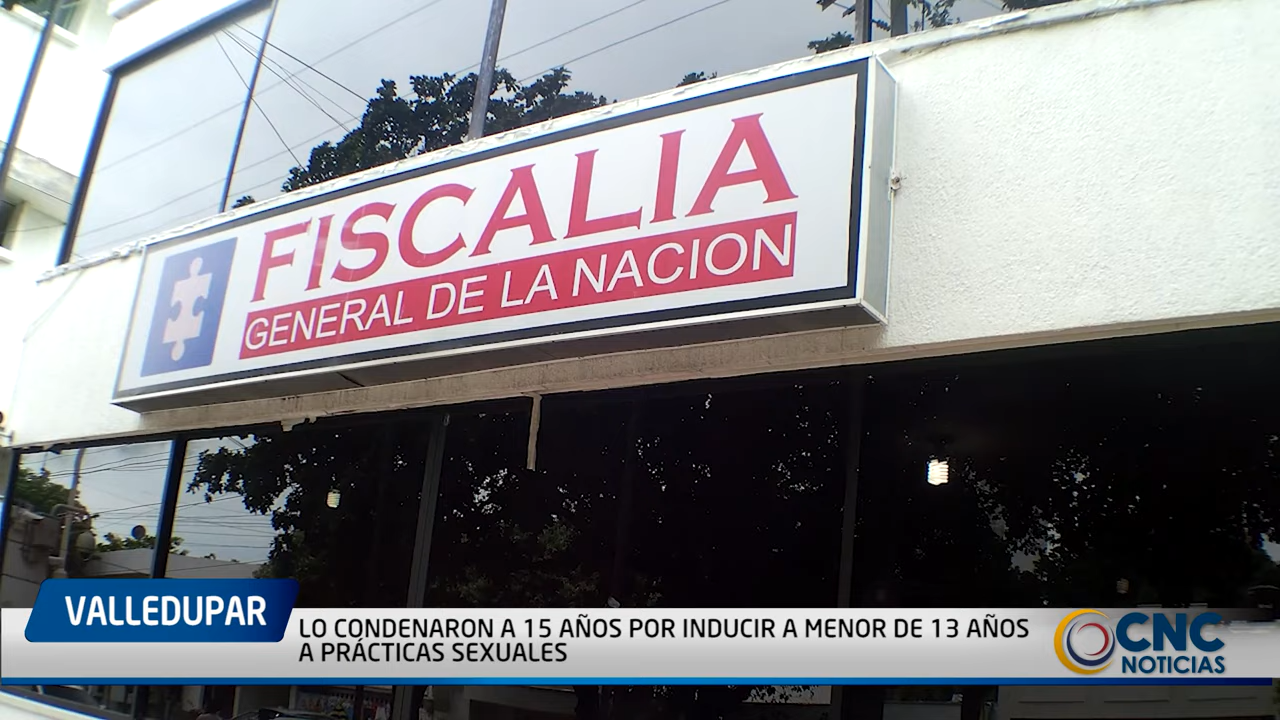 FISCALIA
GENERAL DE LA NACION
VALLEDUPAR
LO CONDENARON A 15 AÑOS POR INDUCIR A MENOR DE 13 AÑOS
A PRÁCTICAS SEXUALES
CNC
NOTICIAS